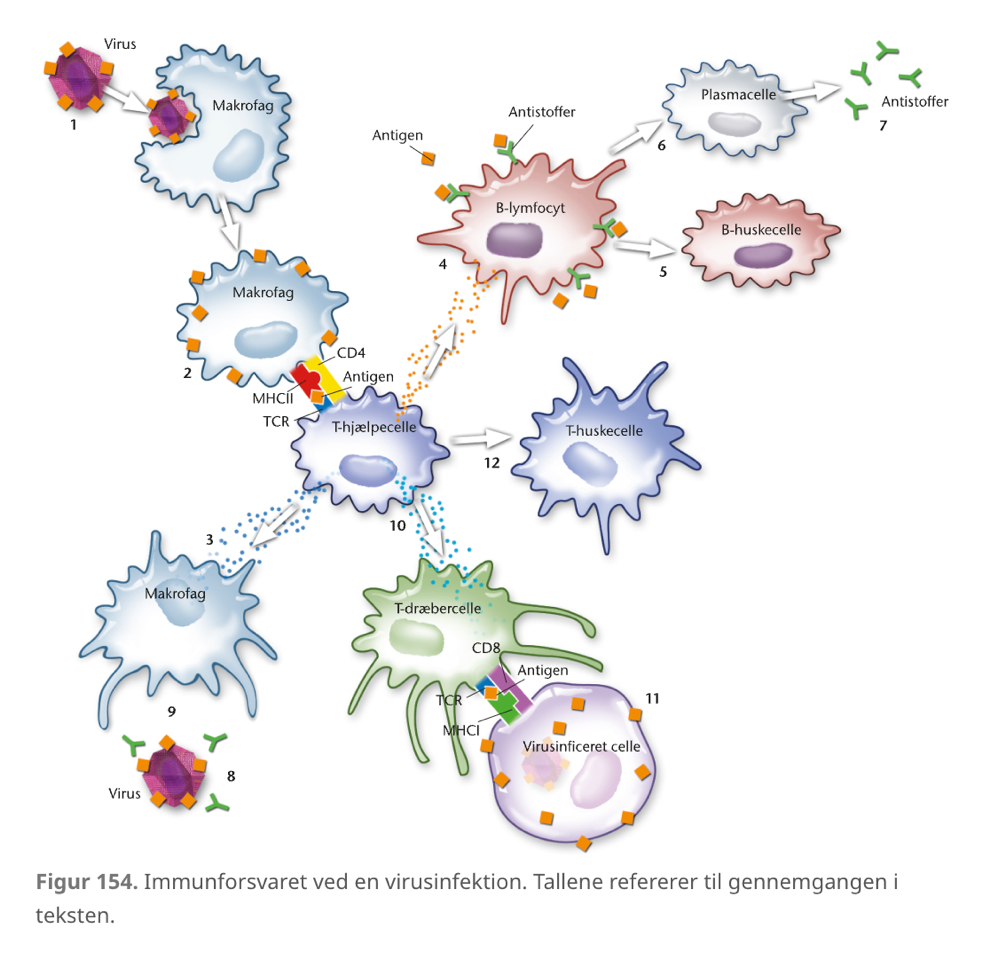 Virus
1
Makrofag
Plasmacelle
Antistoffer
7
6
Antistoffer
Antigen
B-lymfocyt
4
B-huskecelle
5
Makrofag
2
CD4
Antigen
MHCII
TCR
T-hjælpecelle
T-huskecelle
12
10
3
Makrofag
T-dræbercelle
CD8
Antigen
TCR
MHCI
11
Virusinficeret celle
9
8
Virus
Figur 154. Immunforsvaret ved en virusinfektion. Tallene refererer til gennemgangen i
teksten.